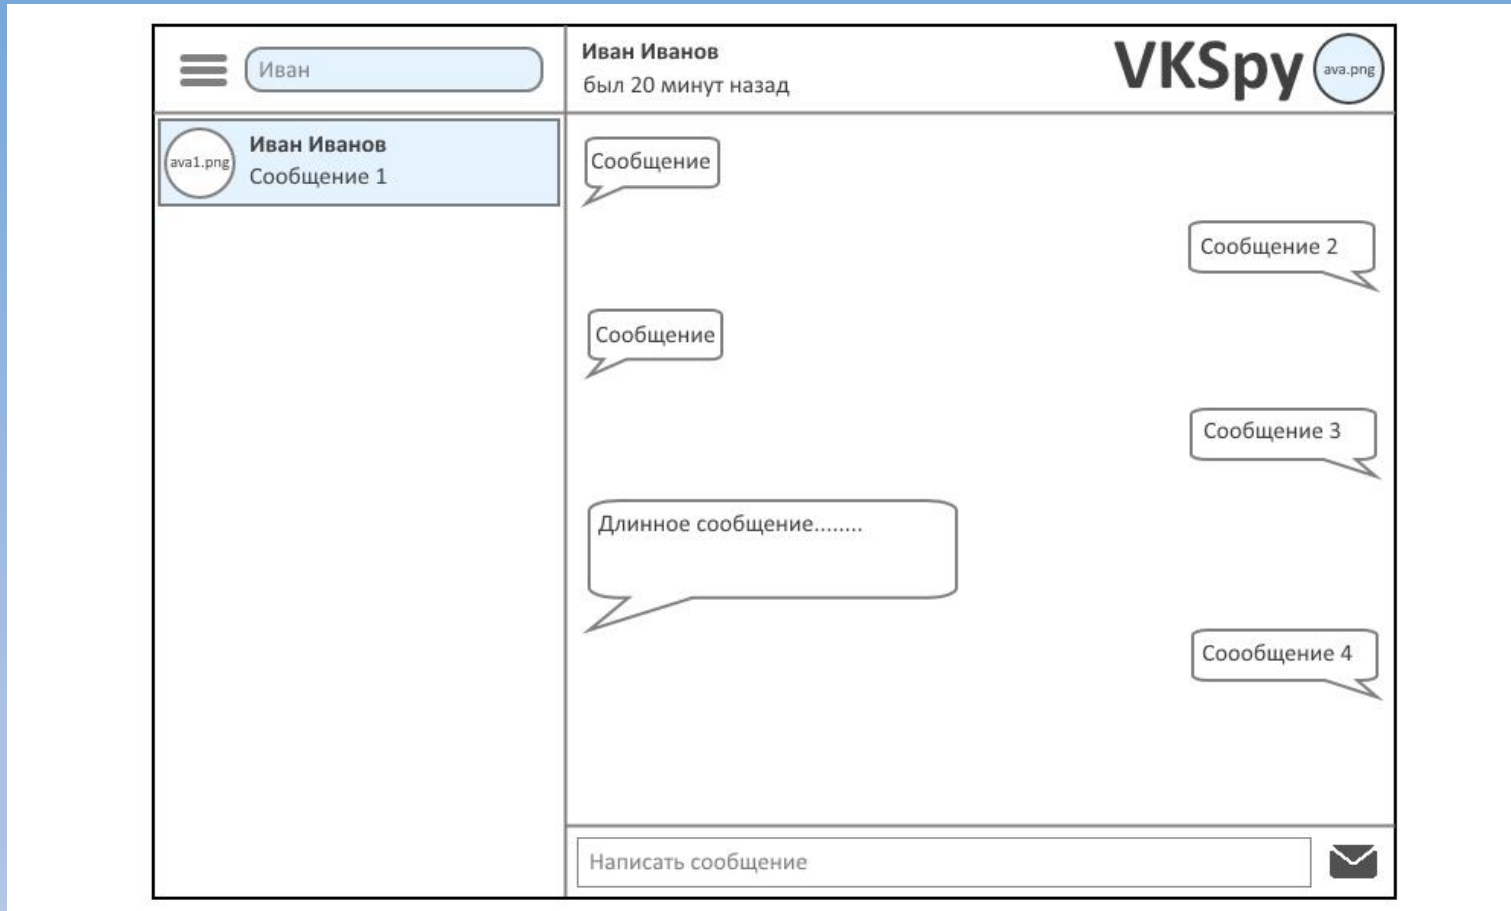 Иван
Иван Иванов
был 20 минут назад
VKSpy
ava.png
ava1.png
Иван Иванов
Сообщение 1
Сообщение
Сообщение 2
Сообщение
Сообщение 3
Длинное сообщение........
Соообщение 4
Написать сообщение